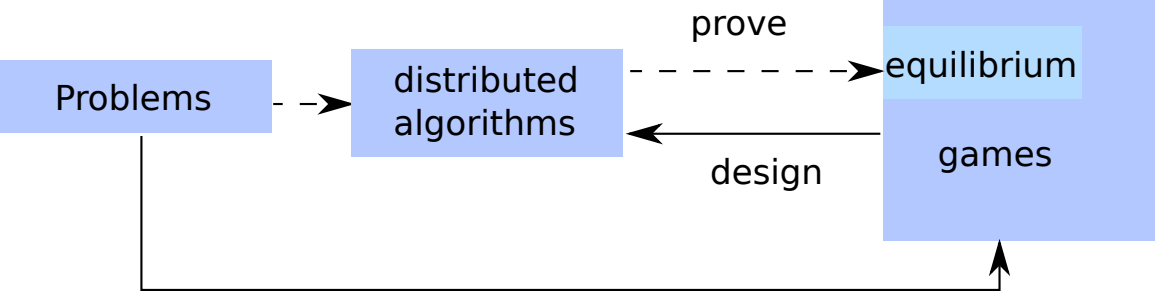 prove
equilibrium
distributed
Problems
algorithms
games
design